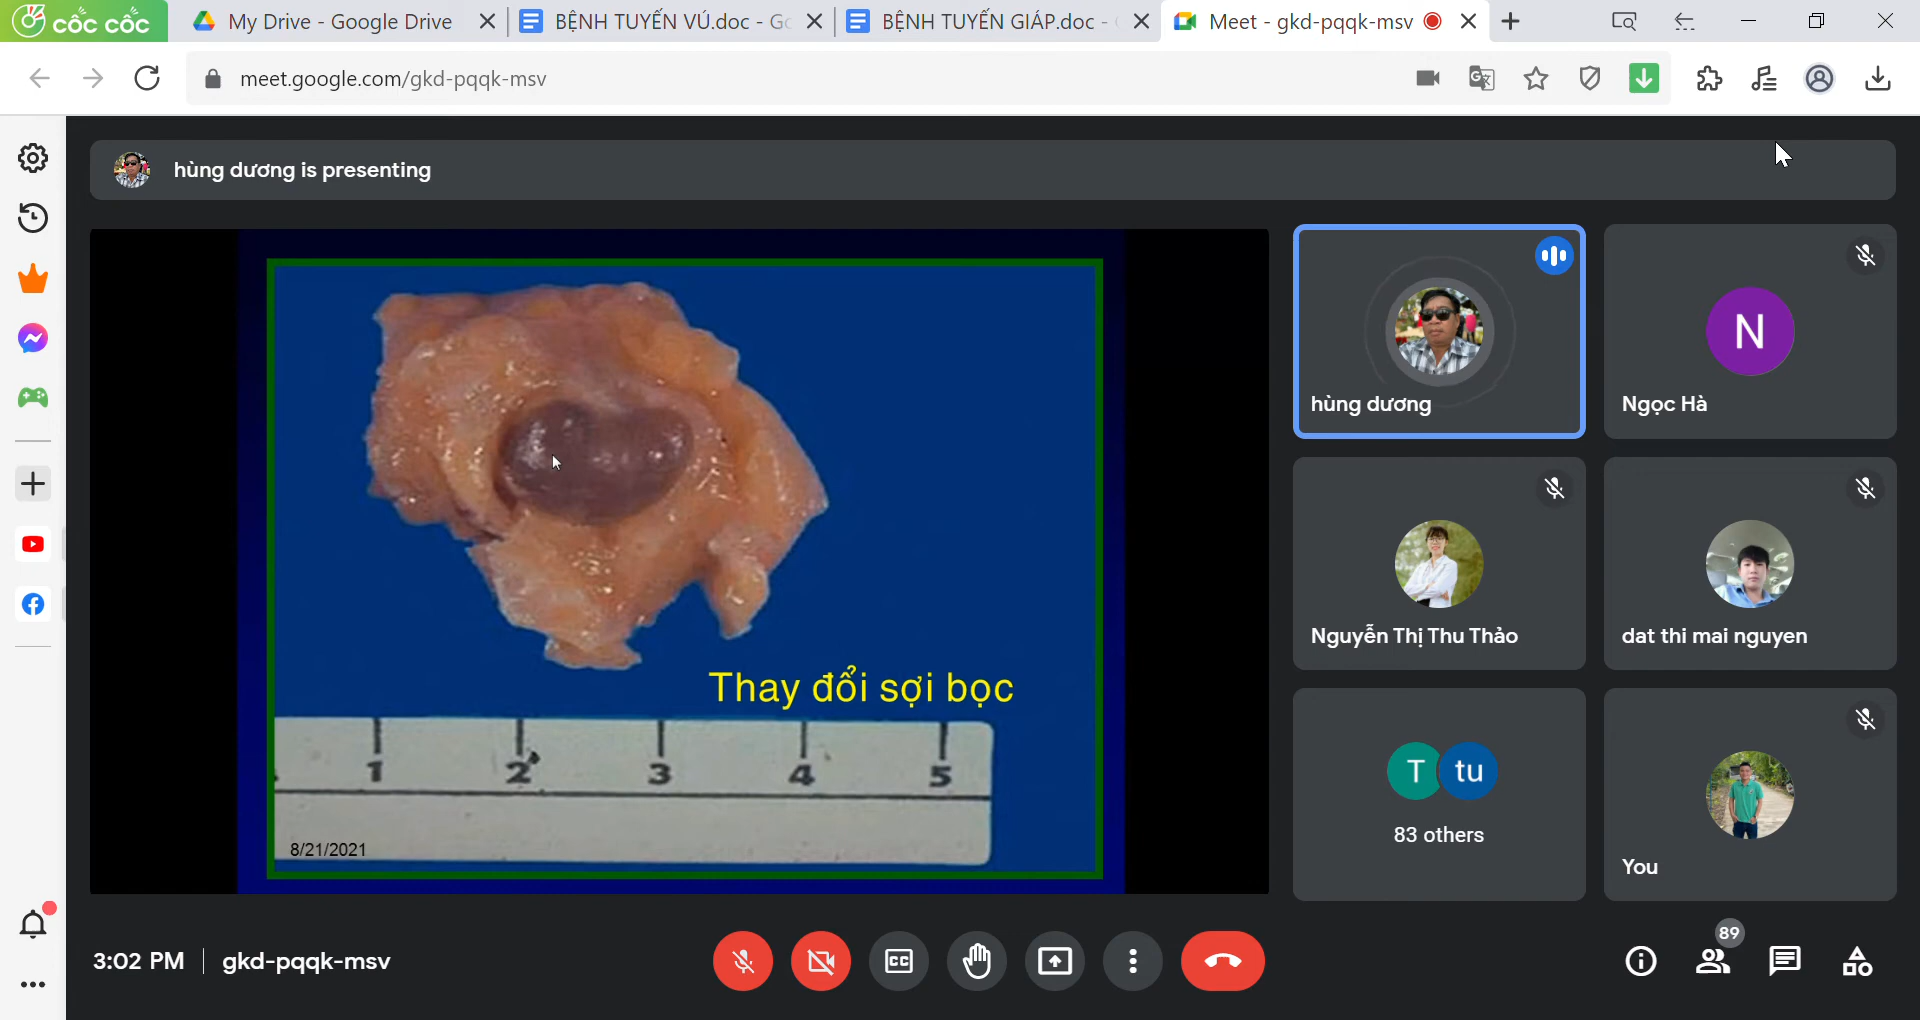 cốc cốc
My Drive - Google Drive
BỆNH TUYẾN VÚ.doc - Go
BỆNH TUYẾN GIÁP.doc -
Meet - gkd-pqqk-msv
meet.google.com/gkd-pqqk-msv
hùng dương is presenting
Thay đổi sợi bọc
1 2 3 4 5
8/21/2021
hùng dương
N
Ngọc Hà
Nguyễn Thị Thu Thảo
dat thi mai nguyen
T tu
83 others
You
3:02 PM | gkd-pqqk-msv
CC
89